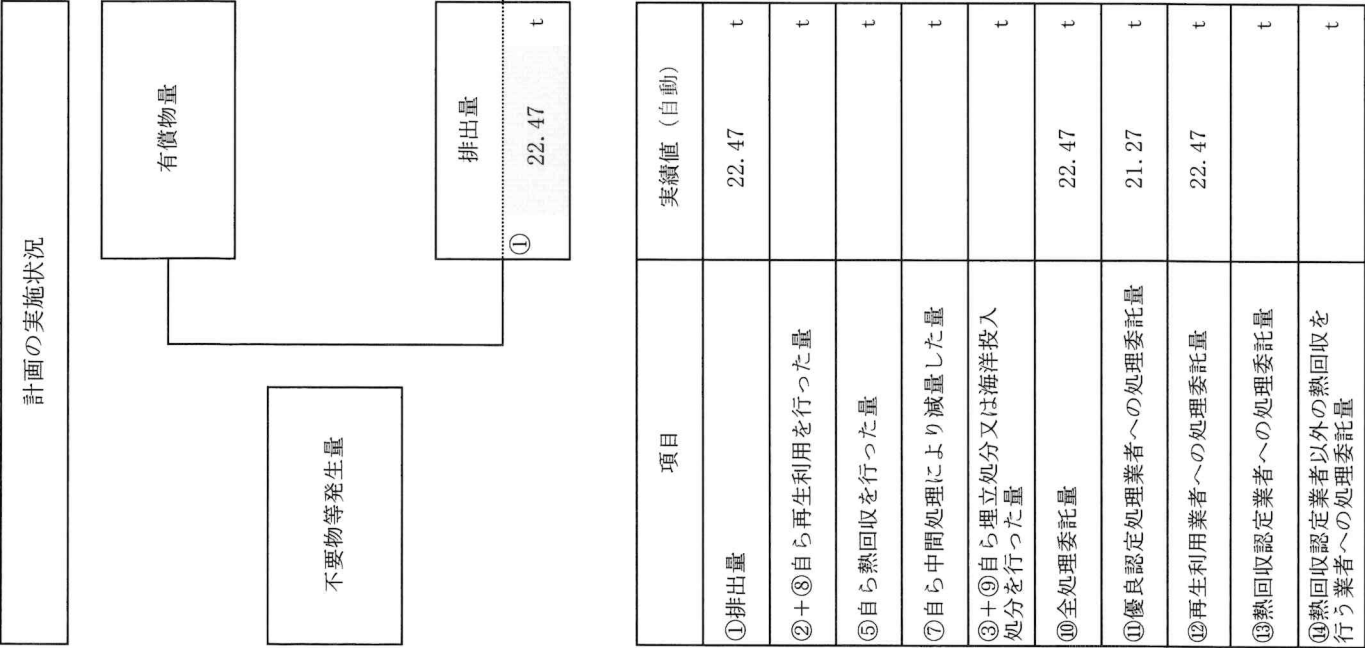 計画の実施状況
有償物量
不要物等発生量
排出量
① 22.47 t
項目 実績値（自動）
①排出量 22.47 t
②＋⑧自ら再生利用を行った量 t
⑤自ら熱回収を行った量 t
⑦自ら中間処理により減量した量 t
③＋⑨自ら埋立処分又は海洋投入
処分を行った量 t
⑩全処理委託量 22.47 t
⑪優良認定処理業者への処理委託量 21.27 t
⑫再生利用業者への処理委託量 22.47 t
⑬熱回収認定業者への処理委託量 t
⑭熱回収認定業者以外の熱回収を
行う業者への処理委託量 t